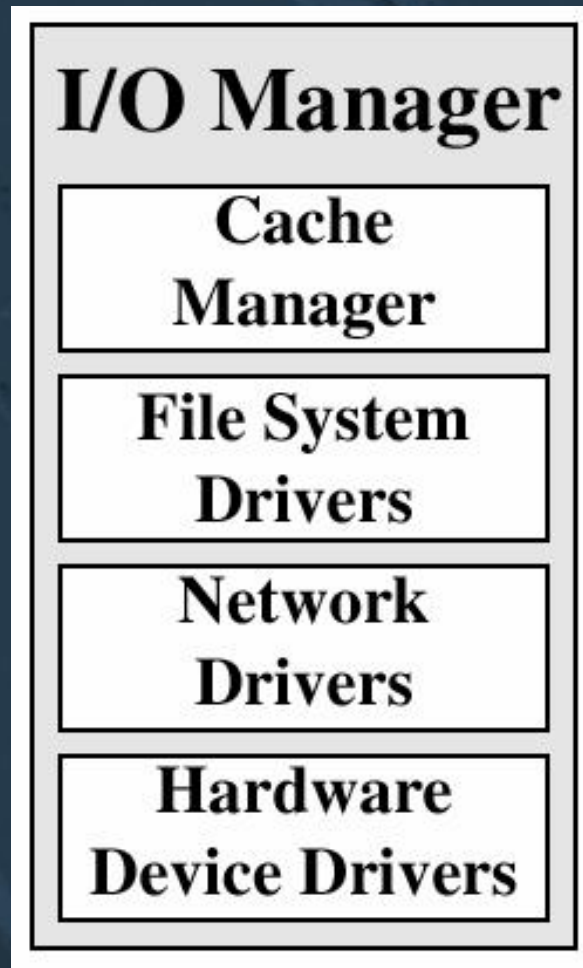 I/O Manager
Cache
Manager
File System
Drivers
Network
Drivers
Hardware
Device Drivers